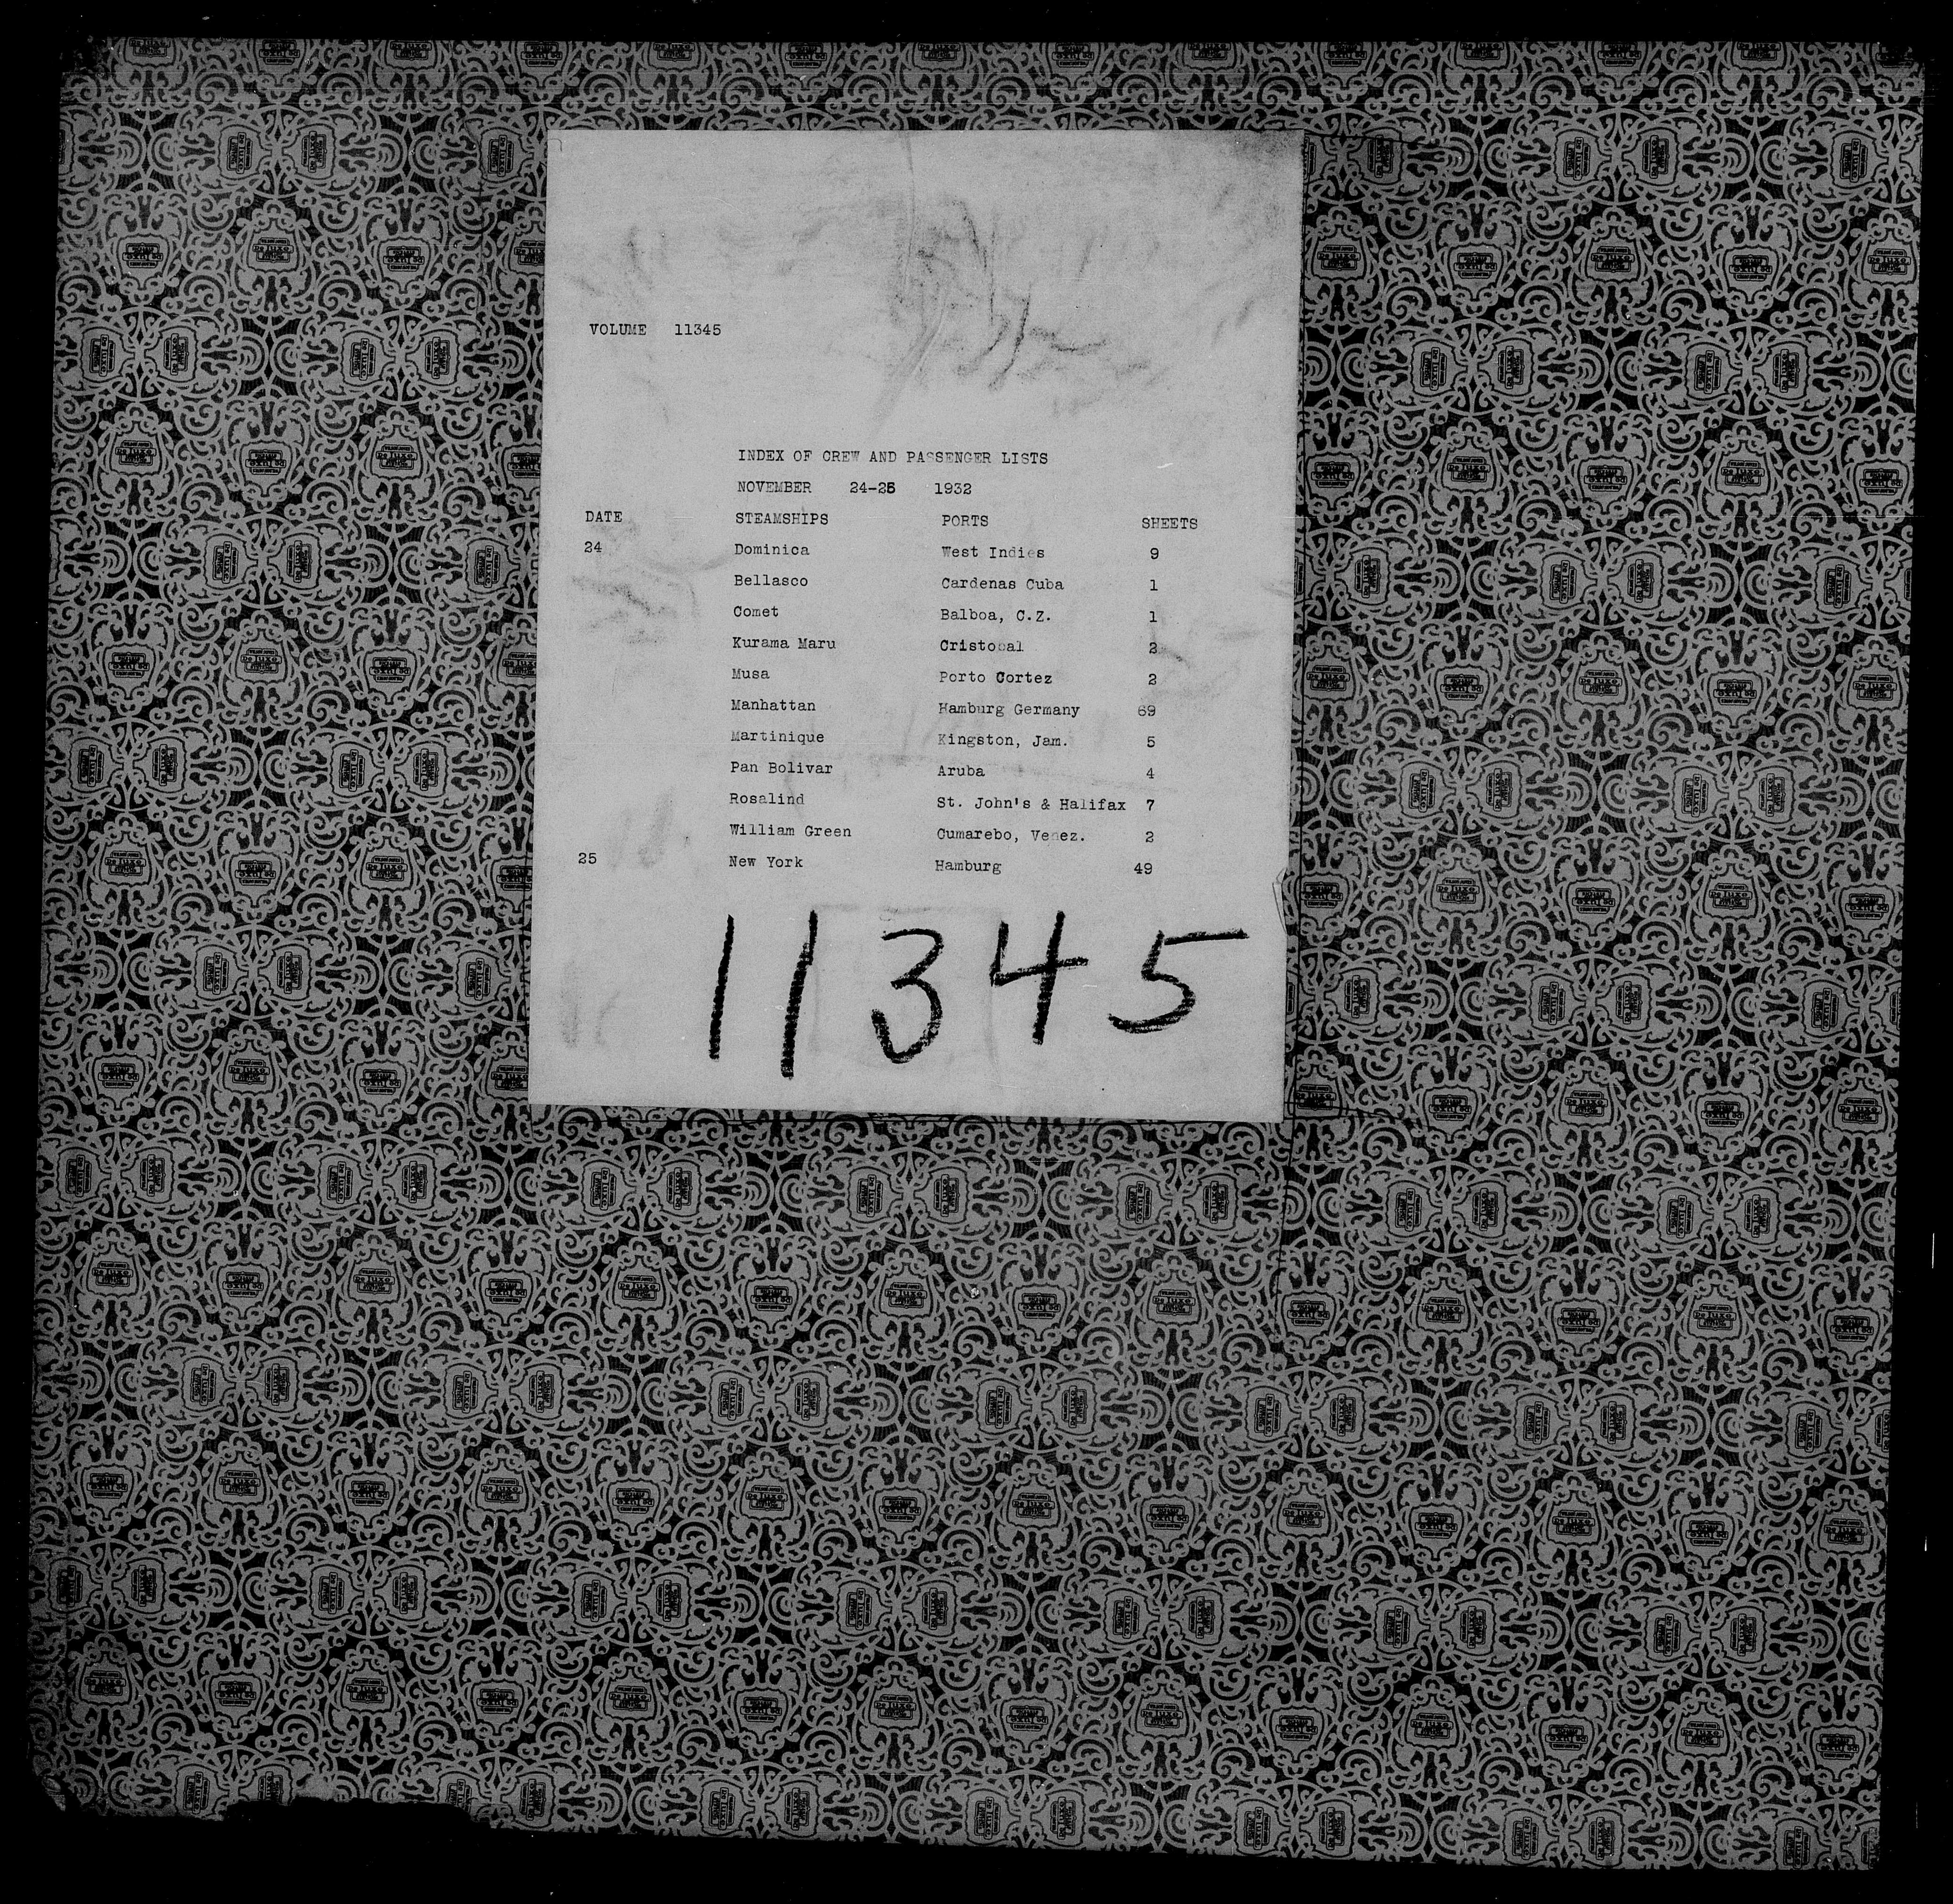 VOLUME 11345
INDEX OF CREW AND PASSENGER LISTS
NOVEMBER 24-25 1932
DATE STEAMSHIPS PORTS SHEETS
24 Dominica West Indies 9
Bellasco Cardenas Cuba 1
Comet Balboa, C.Z. 1
Kurama Maru Cristobal 2
Musa Porto Cortez 2
Manhattan Hamburg Germany 69
Martinique Kingston, Jam. 5
Pan Bolivar Aruba 4
Rosalind St. John's & Halifax 7
William Green Cumarebo, Venez. 2
25 New York Hamburg 49
11345